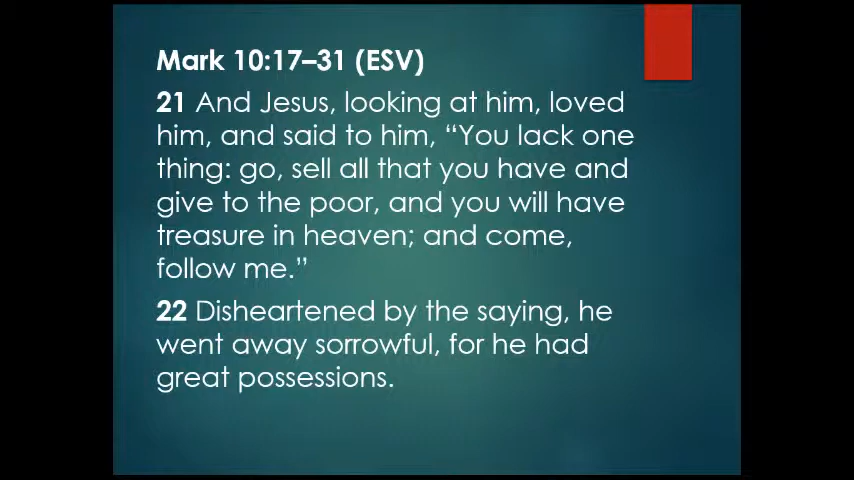 Mark 10:17–31 (ESV)
21 And Jesus, looking at him, loved
him, and said to him, “You lack one
thing: go, sell all that you have and
give to the poor, and you will have
treasure in heaven; and come,
follow me.”
22 Disheartened by the saying, he
went away sorrowful, for he had
great possessions.